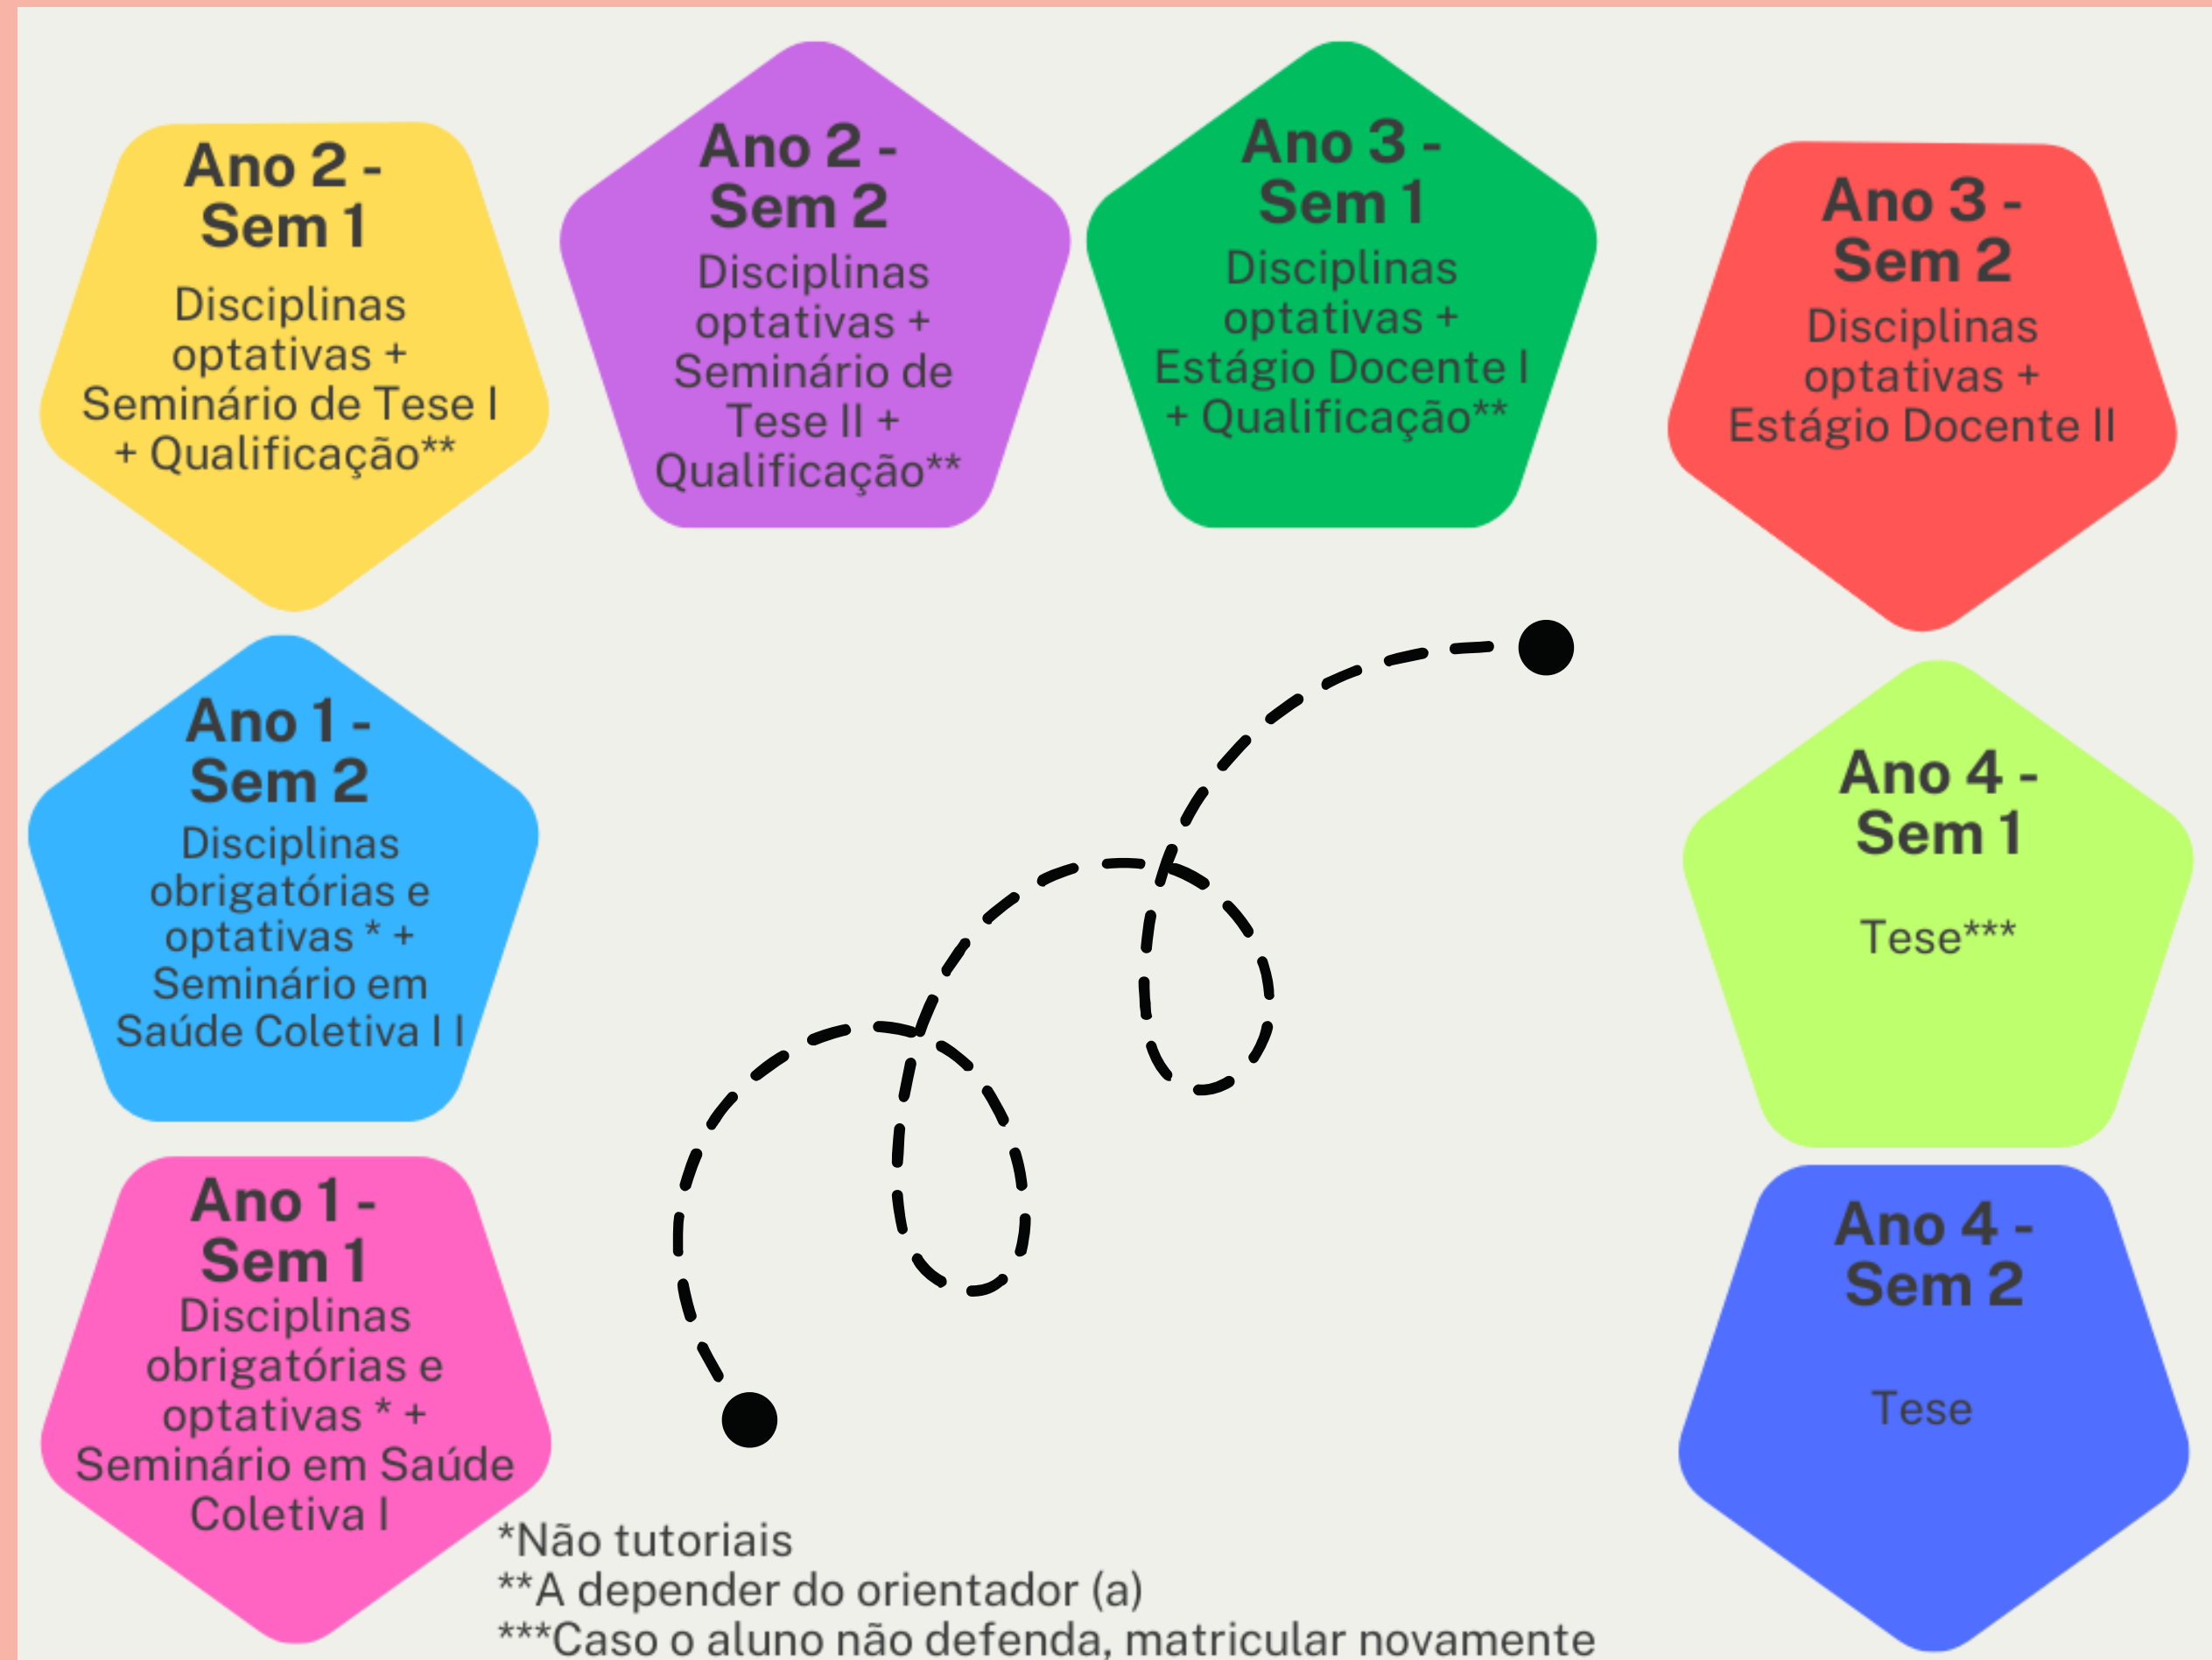 Ano 2 -
Sem 1
Disciplinas
optativas +
Seminário de Tese I
+ Qualificação**
Ano 2 -
Sem 2
Disciplinas
optativas +
Seminário de
Tese II +
Qualificação**
Ano 3 -
Sem 1
Disciplinas
optativas +
Estágio Docente I
+ Qualificação**
Ano 3 -
Sem 2
Disciplinas
optativas +
Estágio Docente II
Ano 1 -
Sem 2
Disciplinas
obrigatórias e
optativas * +
Seminário em
Saúde Coletiva I I
Ano 4 -
Sem 1
Tese***
Ano 1 -
Sem 1
Disciplinas
obrigatórias e
optativas * +
Seminário em Saúde
Coletiva I
Ano 4 -
Sem 2
Tese
*Não tutoriais
**A depender do orientador (a)
***Caso o aluno não defenda, matricular novamente